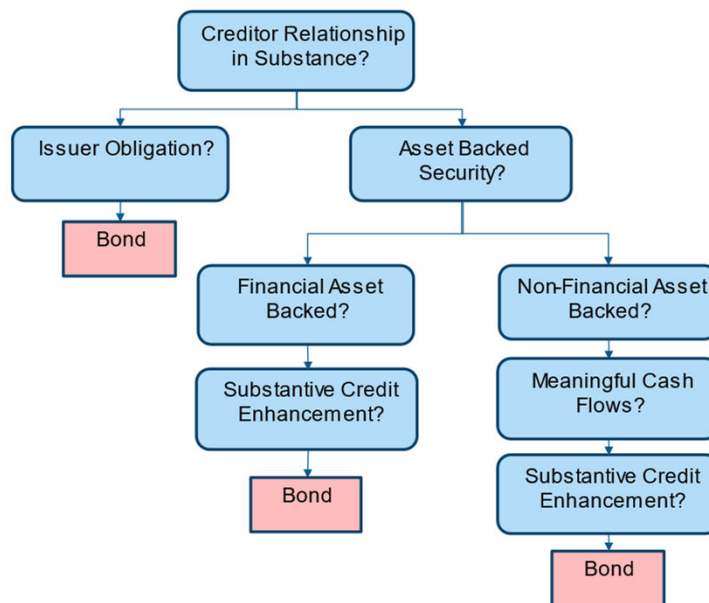 Creditor Relationship
in Substance?
Issuer Obligation?
Asset Backed
Security?
Bond
Financial Asset
Backed?
Non-Financial Asset
Backed?
Substantive Credit
Enhancement?
Meaningful Cash
Flows?
Bond
Substantive Credit
Enhancement?
Bond